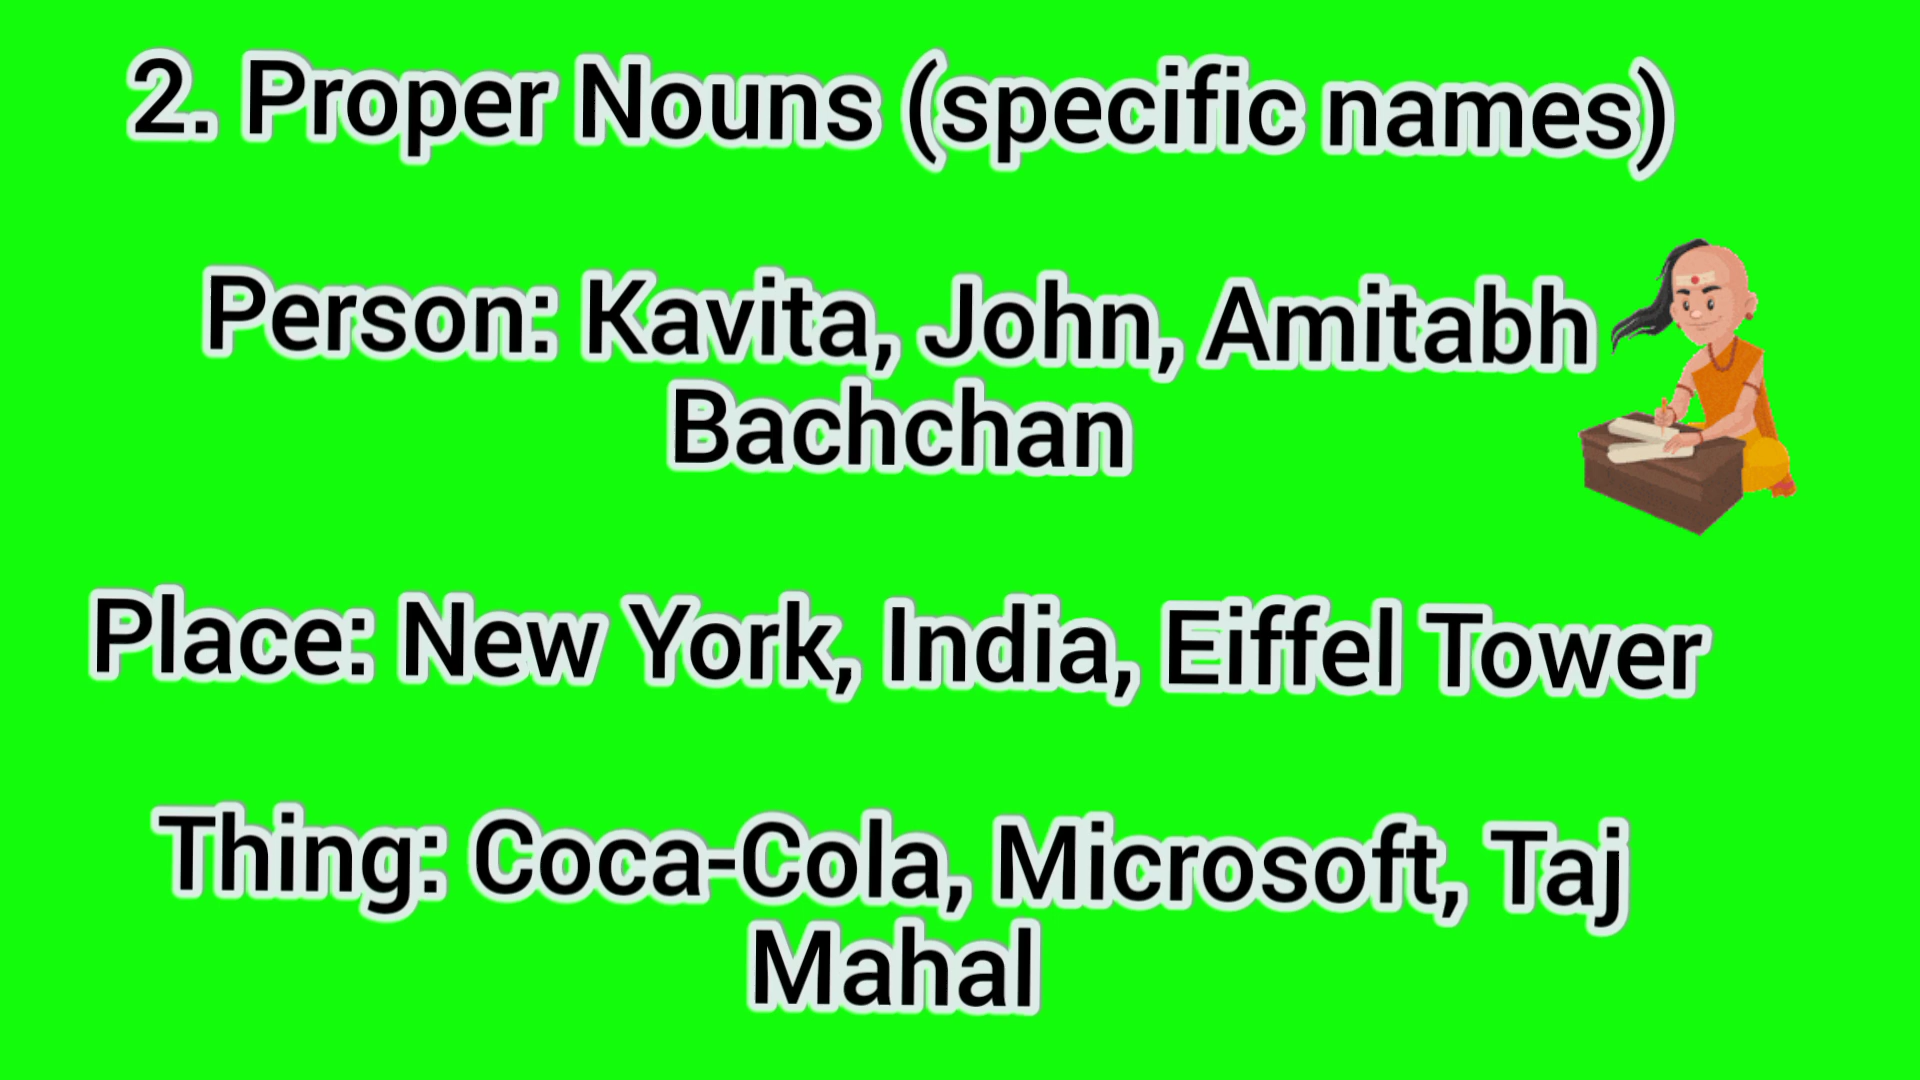 2. Proper Nouns (specific names)
Person: Kavita, John, Amitabh
Bachchan
Place: New York, India, Eiffel Tower
Thing: Coca-Cola, Microsoft, Taj
Mahal